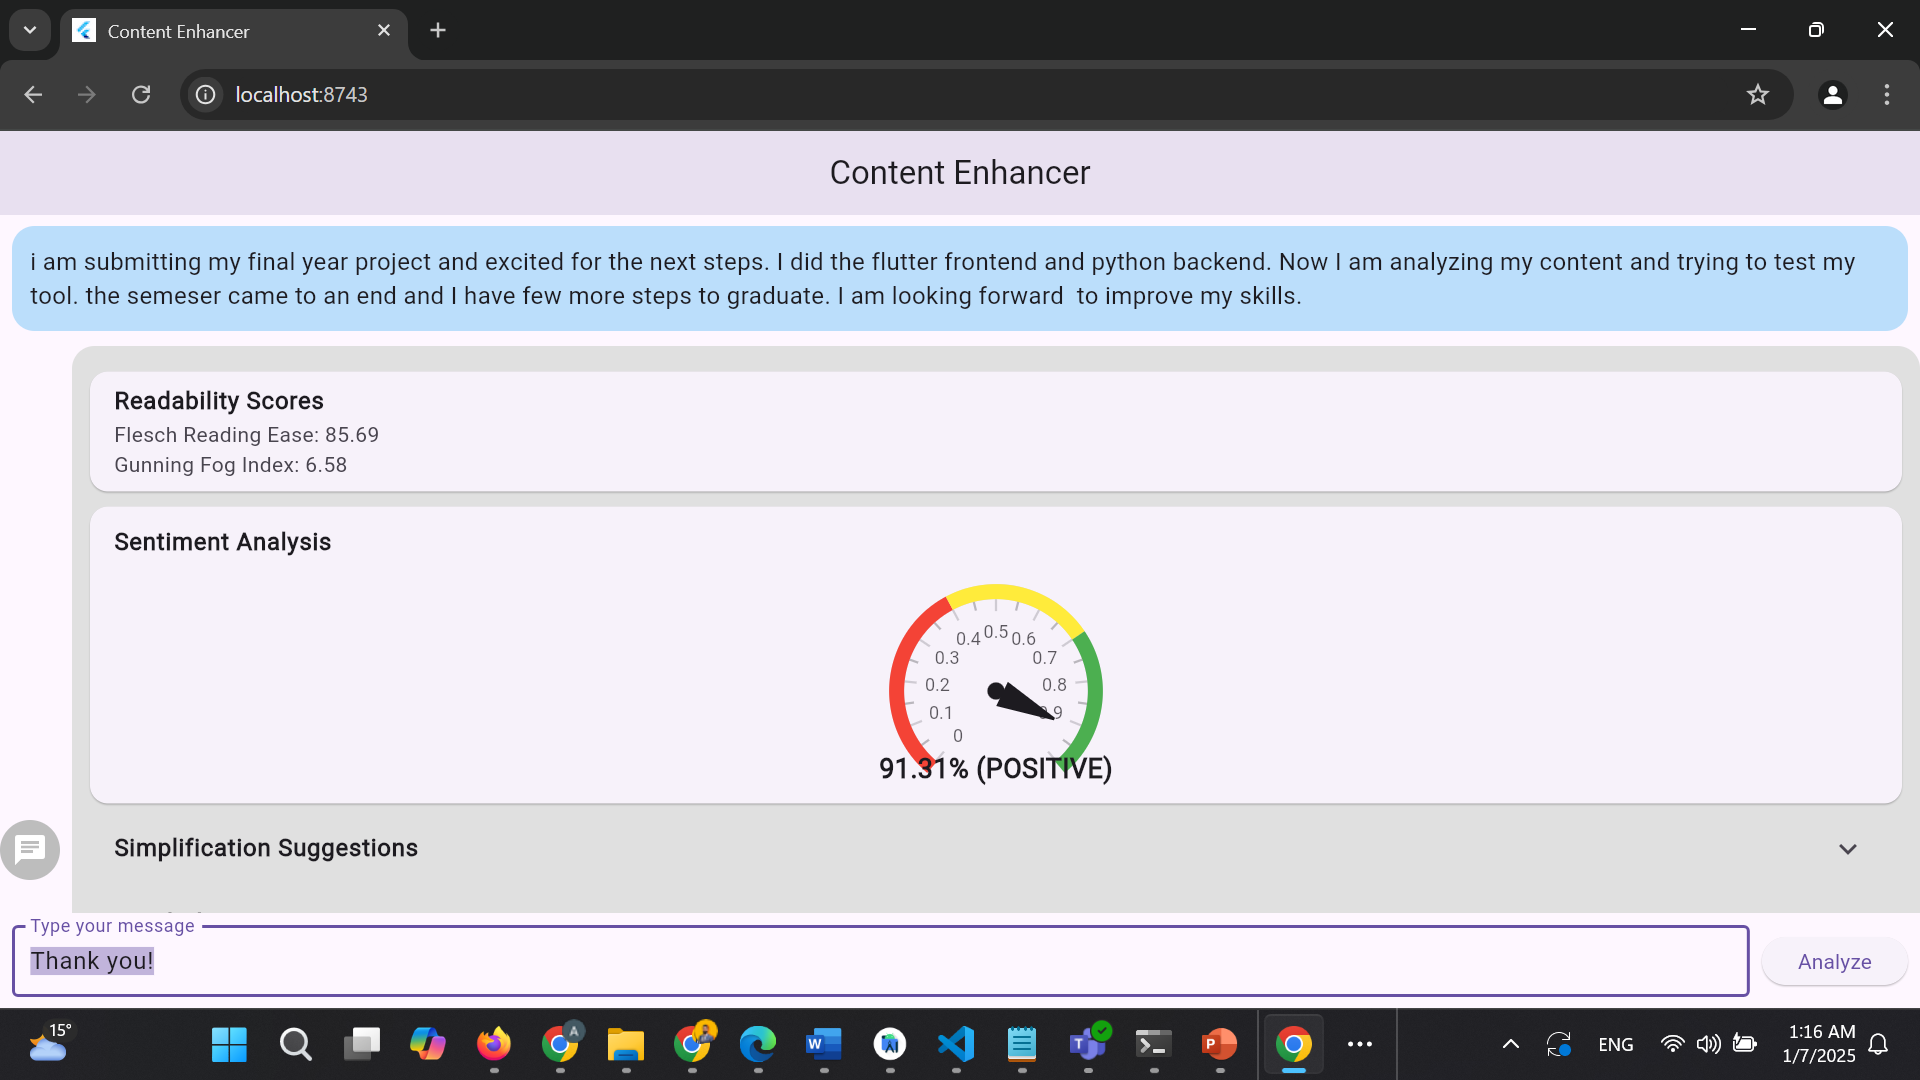 Content Enhancer
localhost:8743
Content Enhancer
i am submitting my final year project and excited for the next steps. I did the flutter frontend and python backend. Now I am analyzing my content and trying to test my
tool. the semeser came to an end and I have few more steps to graduate. I am looking forward  to improve my skills.
Readability Scores
Flesch Reading Ease: 85.69
Gunning Fog Index: 6.58
Sentiment Analysis
0.4 0.5 0.6
0.3 0.7
0.2 0.8
0.1
0
91.31% (POSITIVE)
Simplification Suggestions
Type your message
Thank you!
Analyze
15°
A
W
AI
T
P
ENG
1:16 AM
1/7/2025